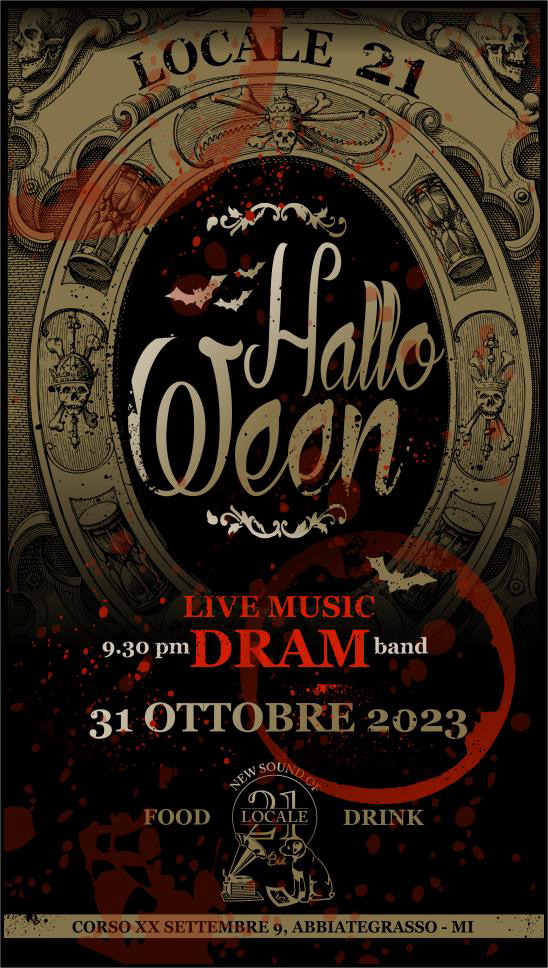 LOCALE 21
Hallo
Ween
LIVE MUSIC
9.30 pm DRAM band
31 OTTOBRE 2023
NEW SOUND OF
21
FOOD LOCALE DRINK
CORSO XX SETTEMBRE 9, ABBIATEGRASSO - MI